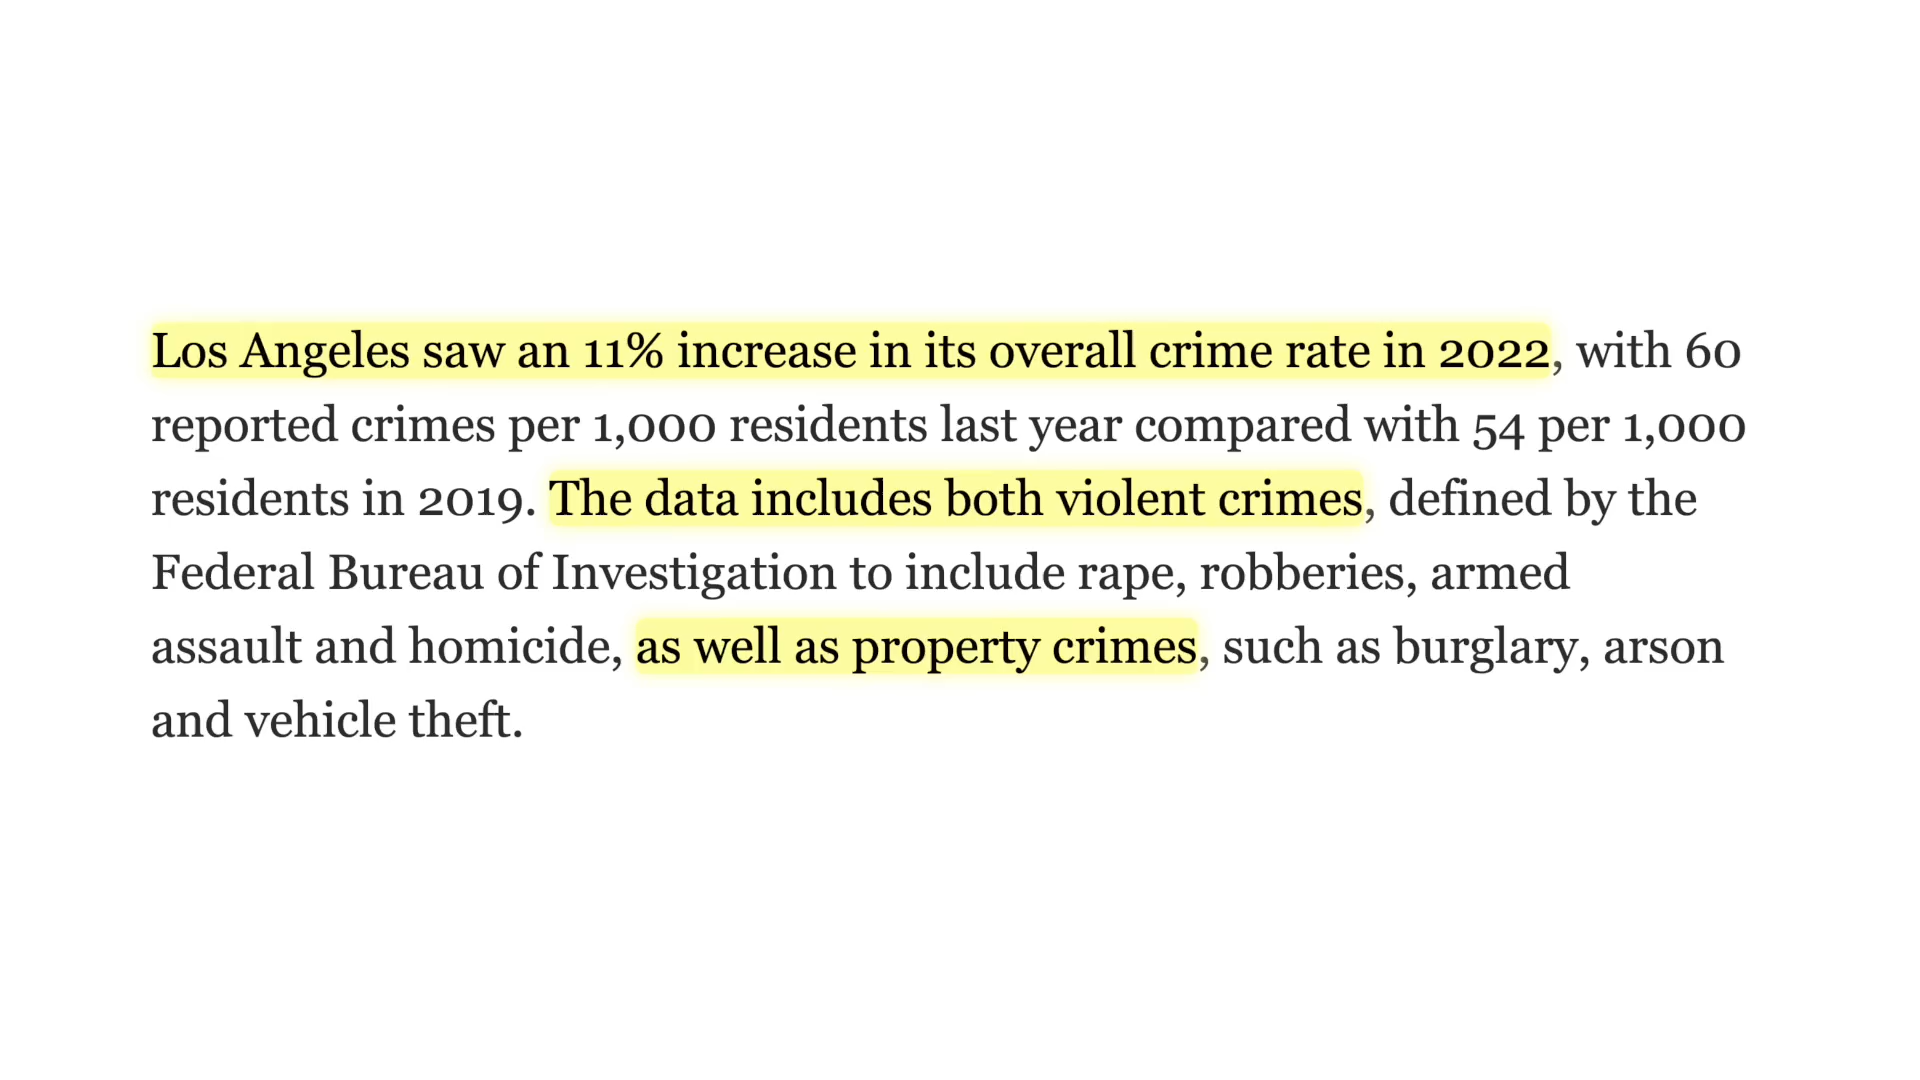 Los Angeles saw an 11% increase in its overall crime rate in 2022, with 60
reported crimes per 1,000 residents last year compared with 54 per 1,000
residents in 2019. The data includes both violent crimes, defined by the
Federal Bureau of Investigation to include rape, robberies, armed
assault and homicide, as well as property crimes, such as burglary, arson
and vehicle theft.